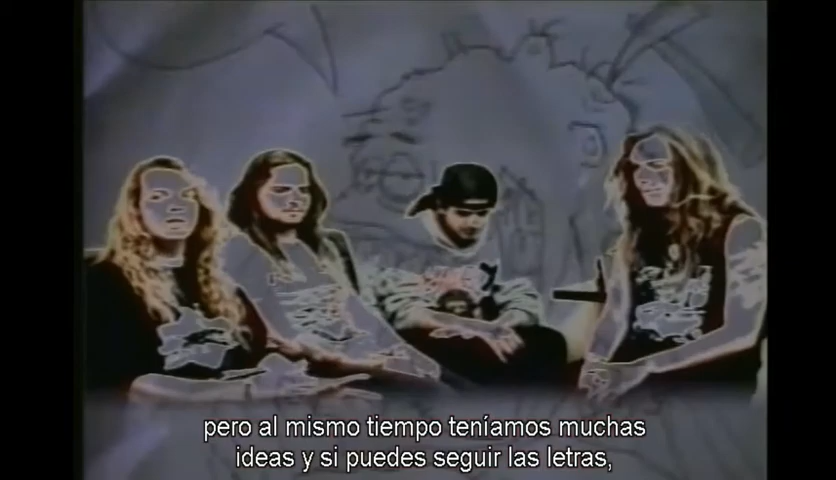 pero al mismo tiempo teníamos muchas
ideas y si puedes seguir las letras,